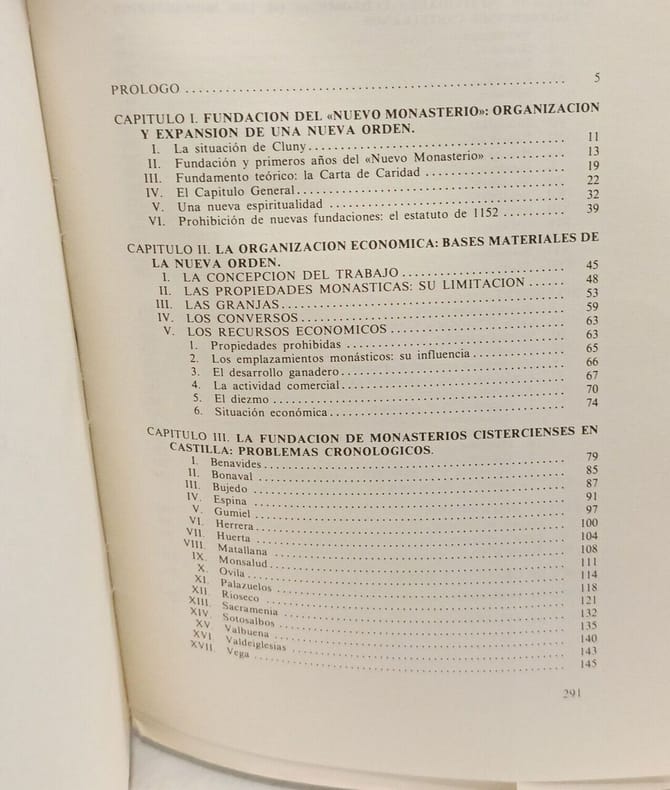 PROLOGO ........ 5
CAPITULO I. FUNDACION DEL «NUEVO MONASTERIO»: ORGANIZACION
Y EXPANSION DE UNA NUEVA ORDEN.
I. La situación de Cluny ........ 11
II. Fundación y primeros años del «Nuevo Monasterio» ........ 13
III. Fundamento teórico: la Carta de Caridad ........ 19
IV. El Capitulo General ........ 22
V. Una nueva espiritualidad ........ 32
VI. Prohibición de nuevas fundaciones: el estatuto de 1152 ........ 39
CAPITULO II. LA ORGANIZACION ECONOMICA: BASES MATERIALES DE
LA NUEVA ORDEN.
I. LA CONCEPCION DEL TRABAJO ........ 45
II. LAS PROPIEDADES MONASTICAS: SU LIMITACION ...... 48
III. LAS GRANJAS ........ 53
IV. LOS CONVERSOS ........ 59
V. LOS RECURSOS ECONOMICOS ........ 63
1. Propiedades prohibidas ........ 63
2. Los emplazamientos monásticos: su influencia ........ 65
3. El desarrollo ganadero ........ 66
4. La actividad comercial ........ 67
5. El diezmo ........ 70
6. Situación económica ........ 74
CAPITULO III. LA FUNDACION DE MONASTERIOS CISTERCIENSES EN
CASTILLA: PROBLEMAS CRONOLOGICOS.
I. Benavides ........ 79
II. Bonaval ........ 85
III. Bujedo ........ 87
IV. Espina ........ 91
V. Gumiel ........ 97
VI. Herrera ........ 100
VII. Huerta ........ 104
VIII. Matallana ........ 108
IX. Monsalud ........ 111
X. Ovila ........ 114
XI. Palazuelos ........ 118
XII. Rioseco ........ 121
XIII. Sacramenia ........ 132
XIV. Sotosalbos ........ 135
XV. Valbuena ........ 140
XVI. Valdeiglesias ........ 143
XVII. Vega ........ 145
291